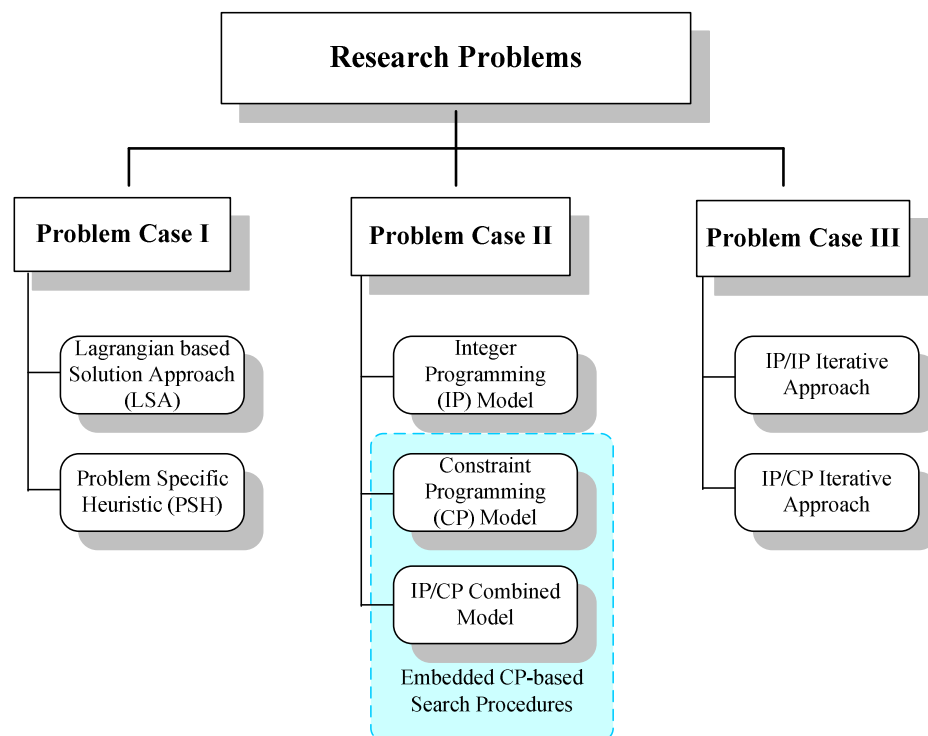 Research Problems
Problem Case I
Lagrangian based
Solution Approach
(LSA)
Problem Specific
Heuristic (PSH)
Problem Case II
Integer
Programming
(IP) Model
Constraint
Programming
(CP) Model
IP/CP Combined
Model
Embedded CP-based
Search Procedures
Problem Case III
IP/IP Iterative
Approach
IP/CP Iterative
Approach